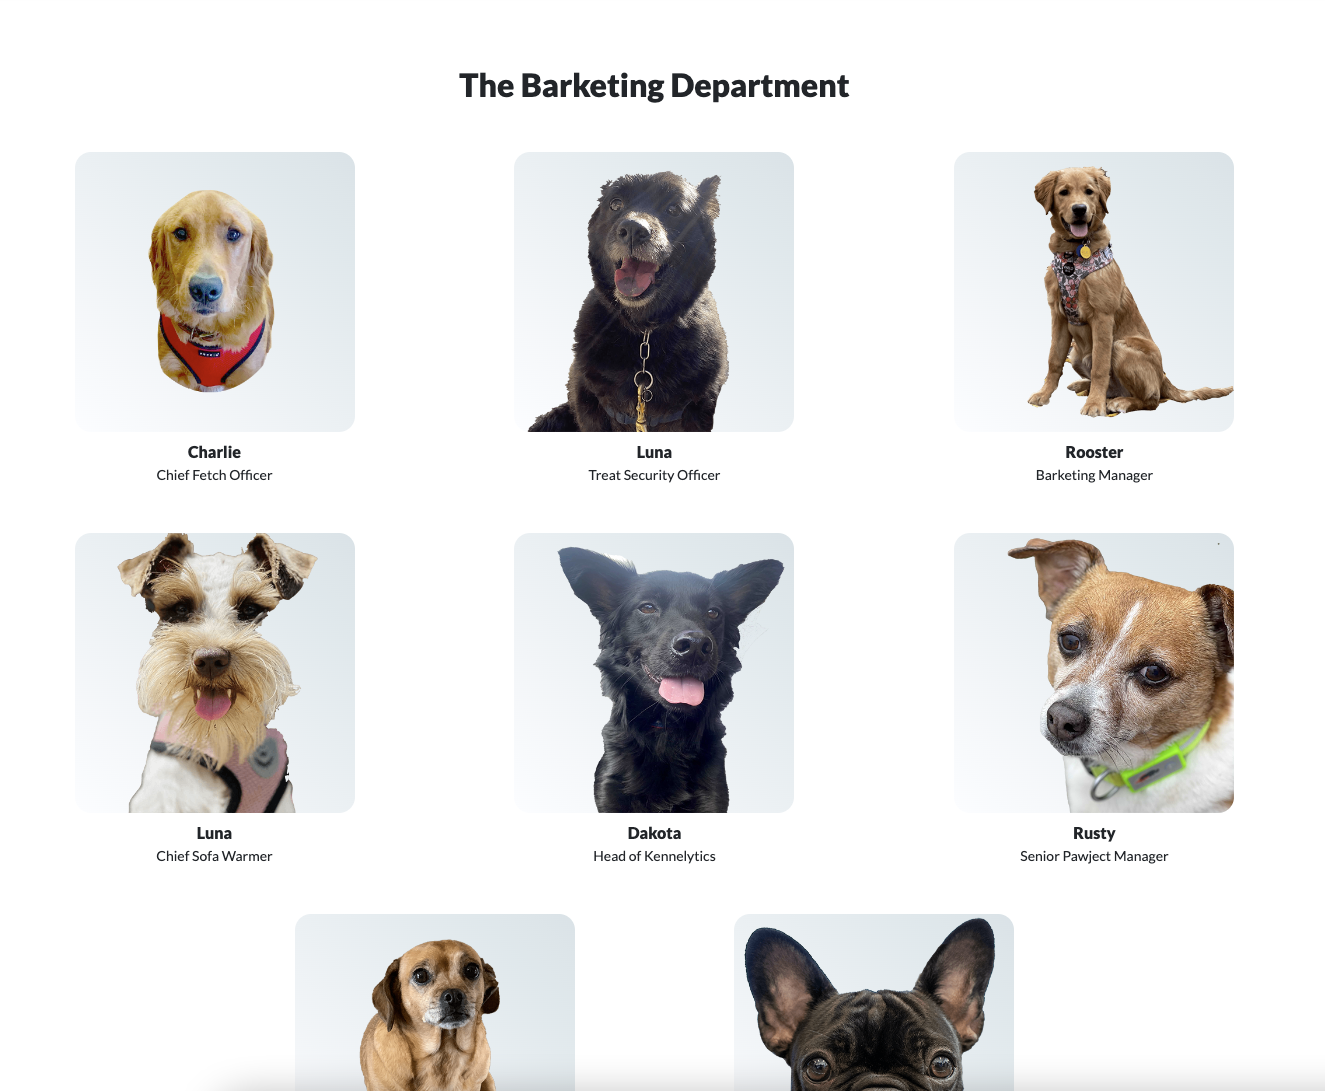 The Barketing Department
Charlie
Chief Fetch Officer
Luna
Treat Security Officer
Rooster
Barketing Manager
Luna
Chief Sofa Warmer
Dakota
Head of Kennelytics
Rusty
Senior Pawject Manager